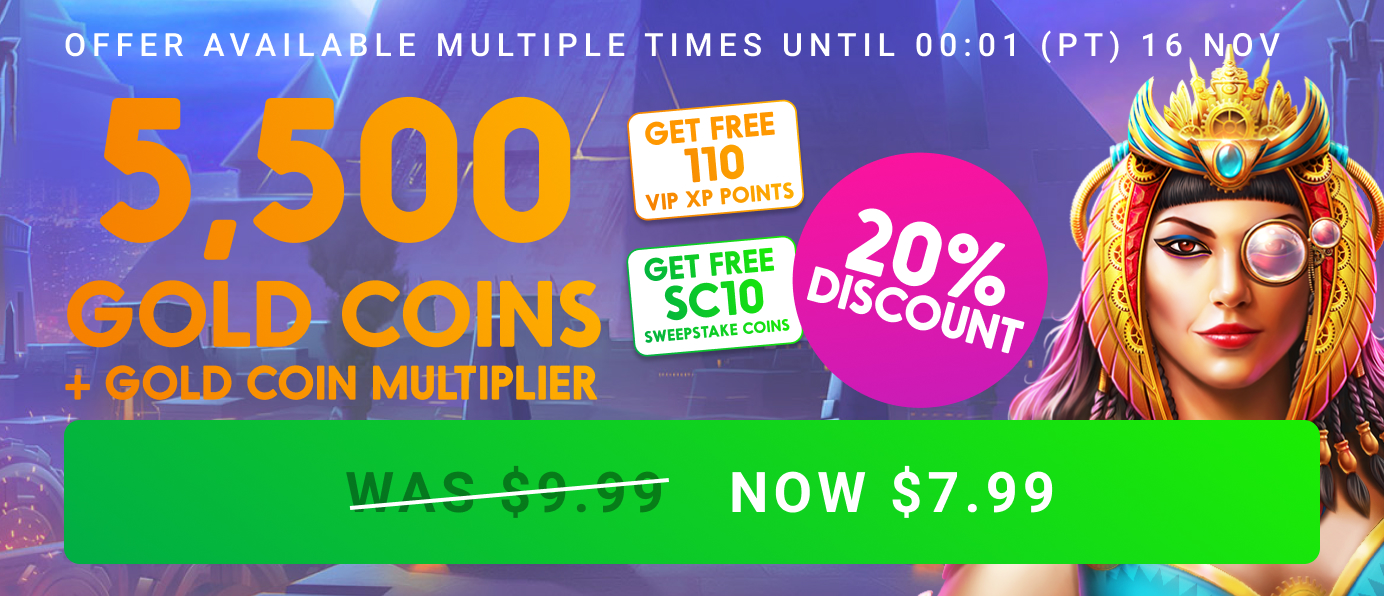 OFFER AVAILABLE MULTIPLE TIMES UNTIL 00:01 (PT) 16 NOV
5,500
GOLD COINS
+ GOLD COIN MULTIPLIER
GET FREE
110
VIP XP POINTS
GET FREE
SC10
SWEEPSTAKE COINS
20%
DISCOUNT
WAS $9.99 NOW $7.99